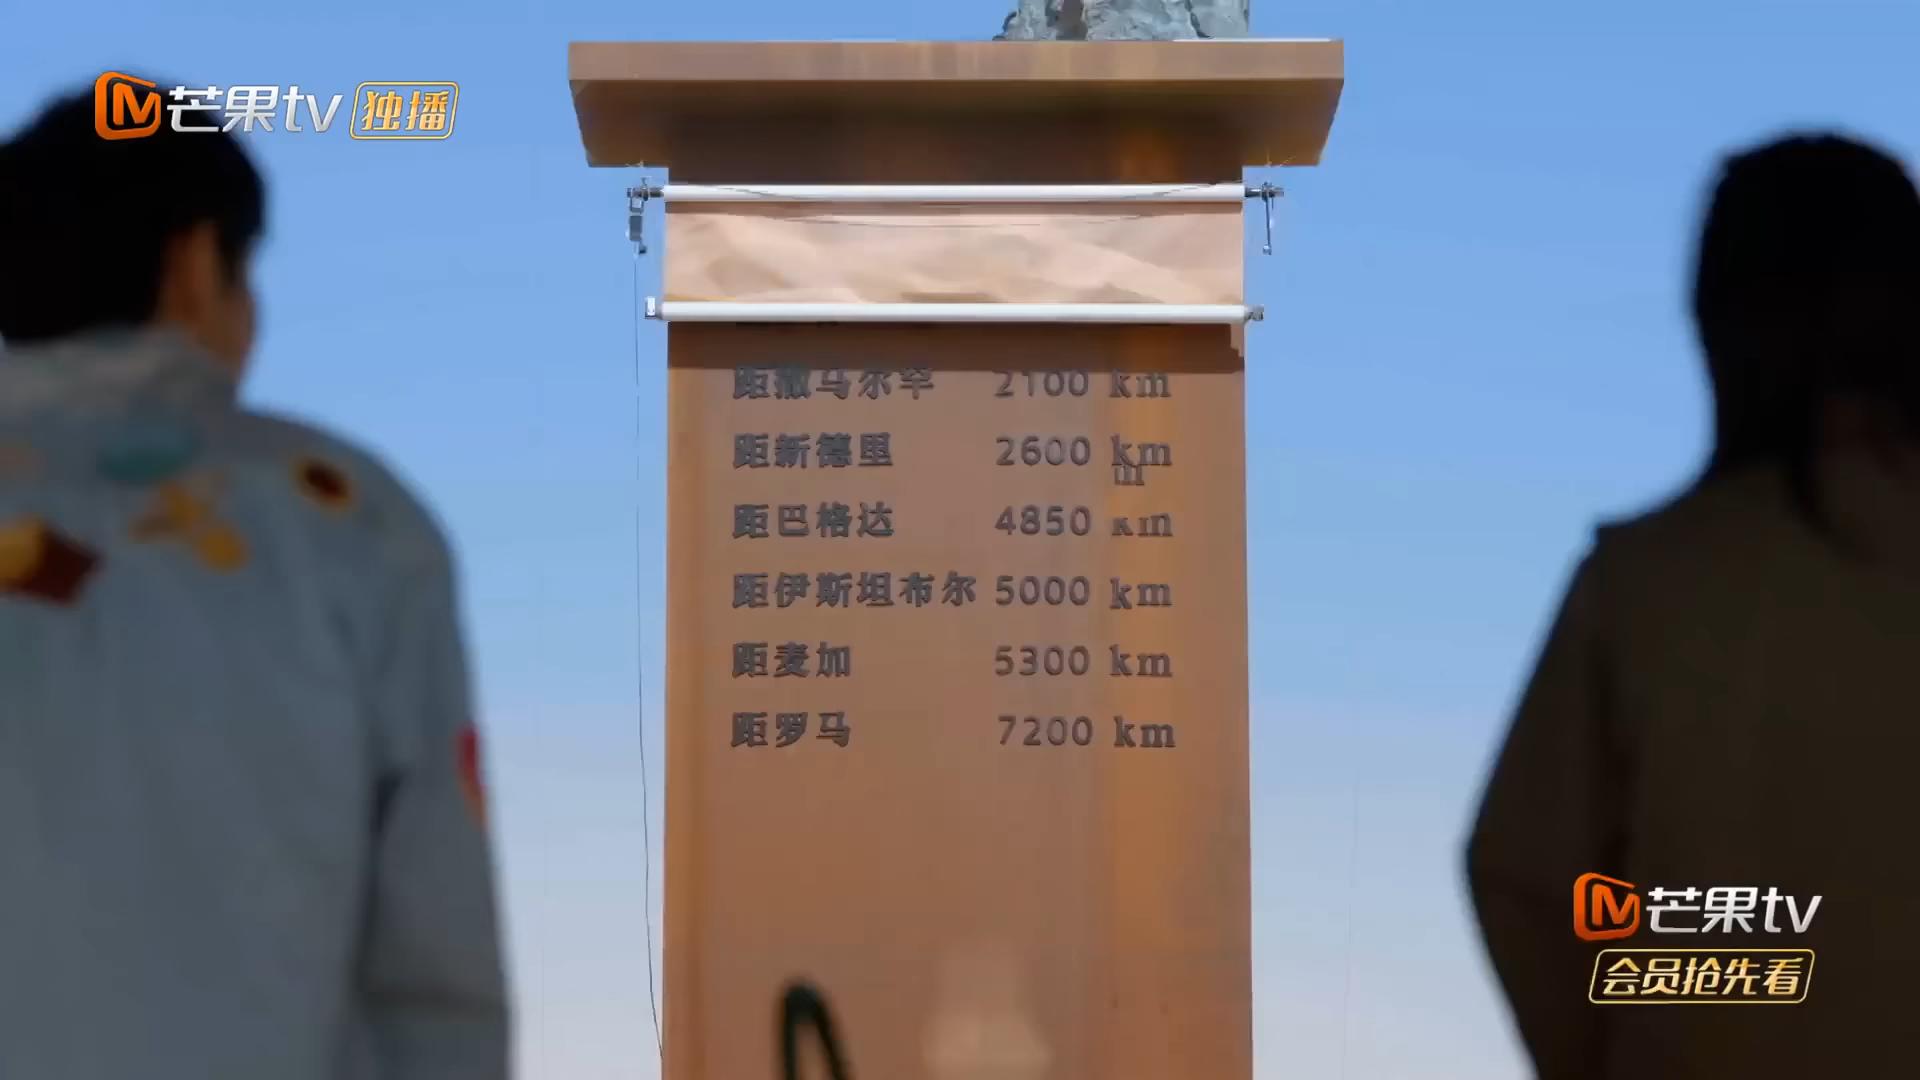 芒果tv 独播
距撒马尔罕 2100 km
距新德里 2600 km
距巴格达 4850 km
距伊斯坦布尔 5000 km
距麦加 5300 km
距罗马 7200 km
芒果tv
会员抢先看